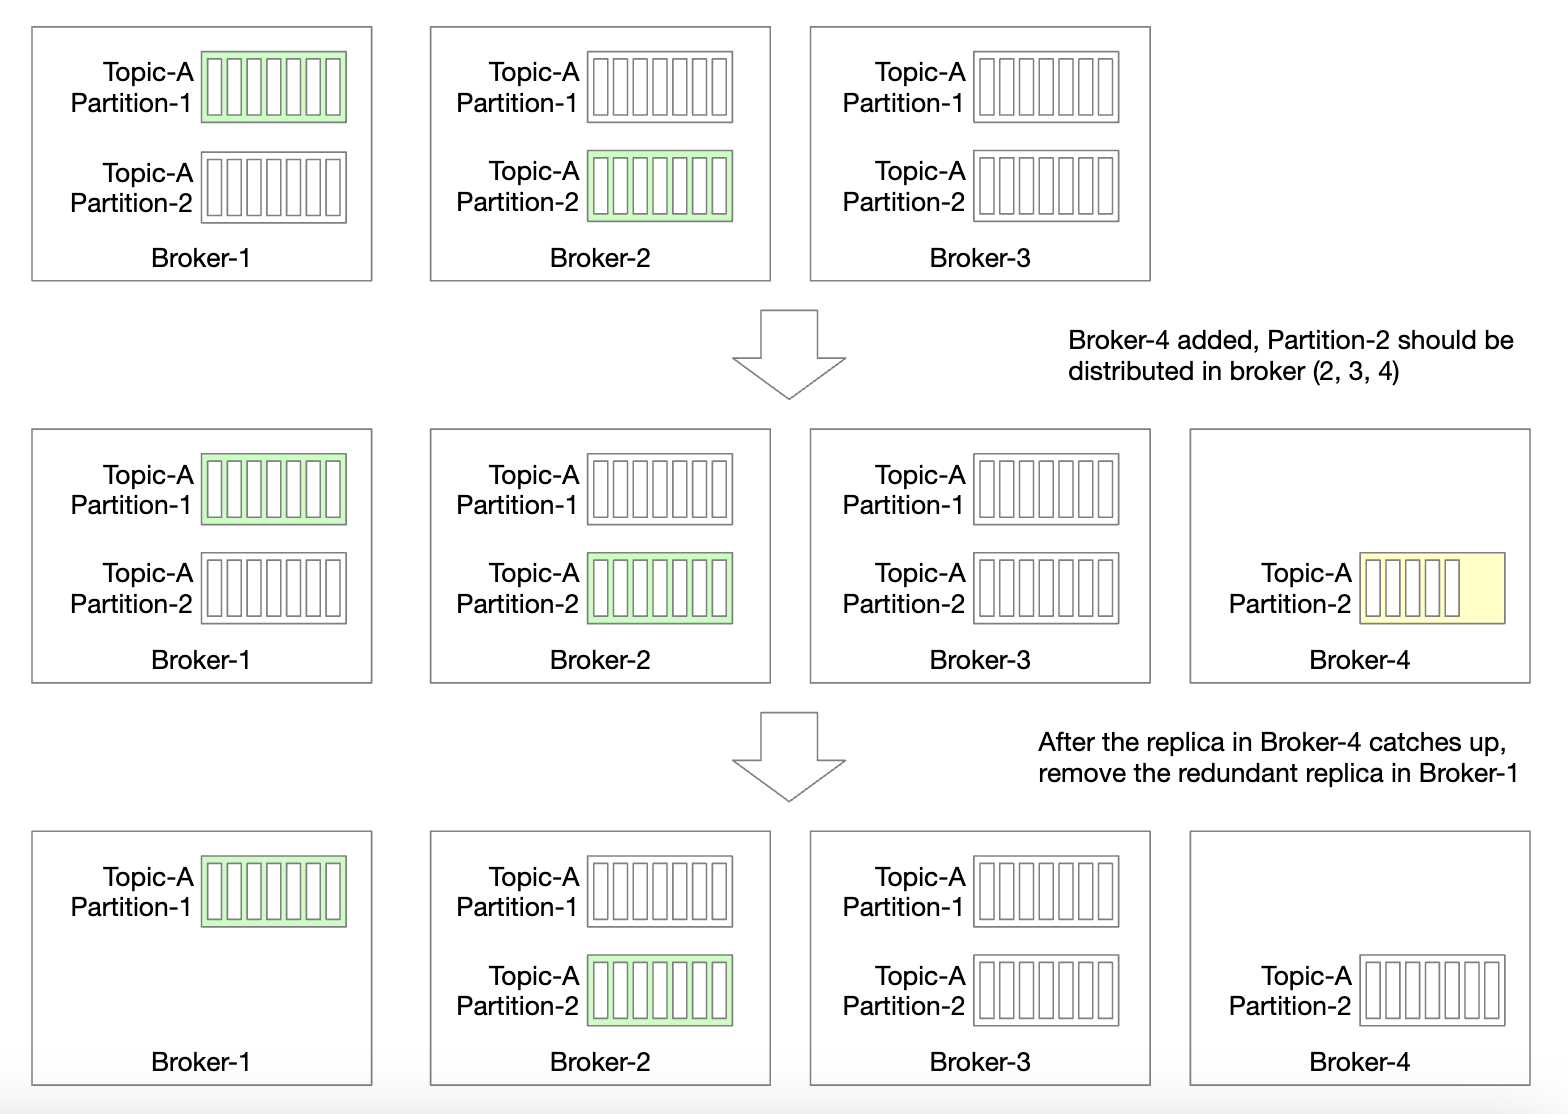 Topic-A
Partition-1
Topic-A
Partition-2
Broker-1
Topic-A
Partition-1
Topic-A
Partition-2
Broker-2
Topic-A
Partition-1
Topic-A
Partition-2
Broker-3
Broker-4 added, Partition-2 should be
distributed in broker (2, 3, 4)
Topic-A
Partition-1
Topic-A
Partition-2
Broker-1
Topic-A
Partition-1
Topic-A
Partition-2
Broker-2
Topic-A
Partition-1
Topic-A
Partition-2
Broker-3
Topic-A
Partition-2
Broker-4
After the replica in Broker-4 catches up,
remove the redundant replica in Broker-1
Topic-A
Partition-1
Broker-1
Topic-A
Partition-1
Topic-A
Partition-2
Broker-2
Topic-A
Partition-1
Topic-A
Partition-2
Broker-3
Topic-A
Partition-2
Broker-4